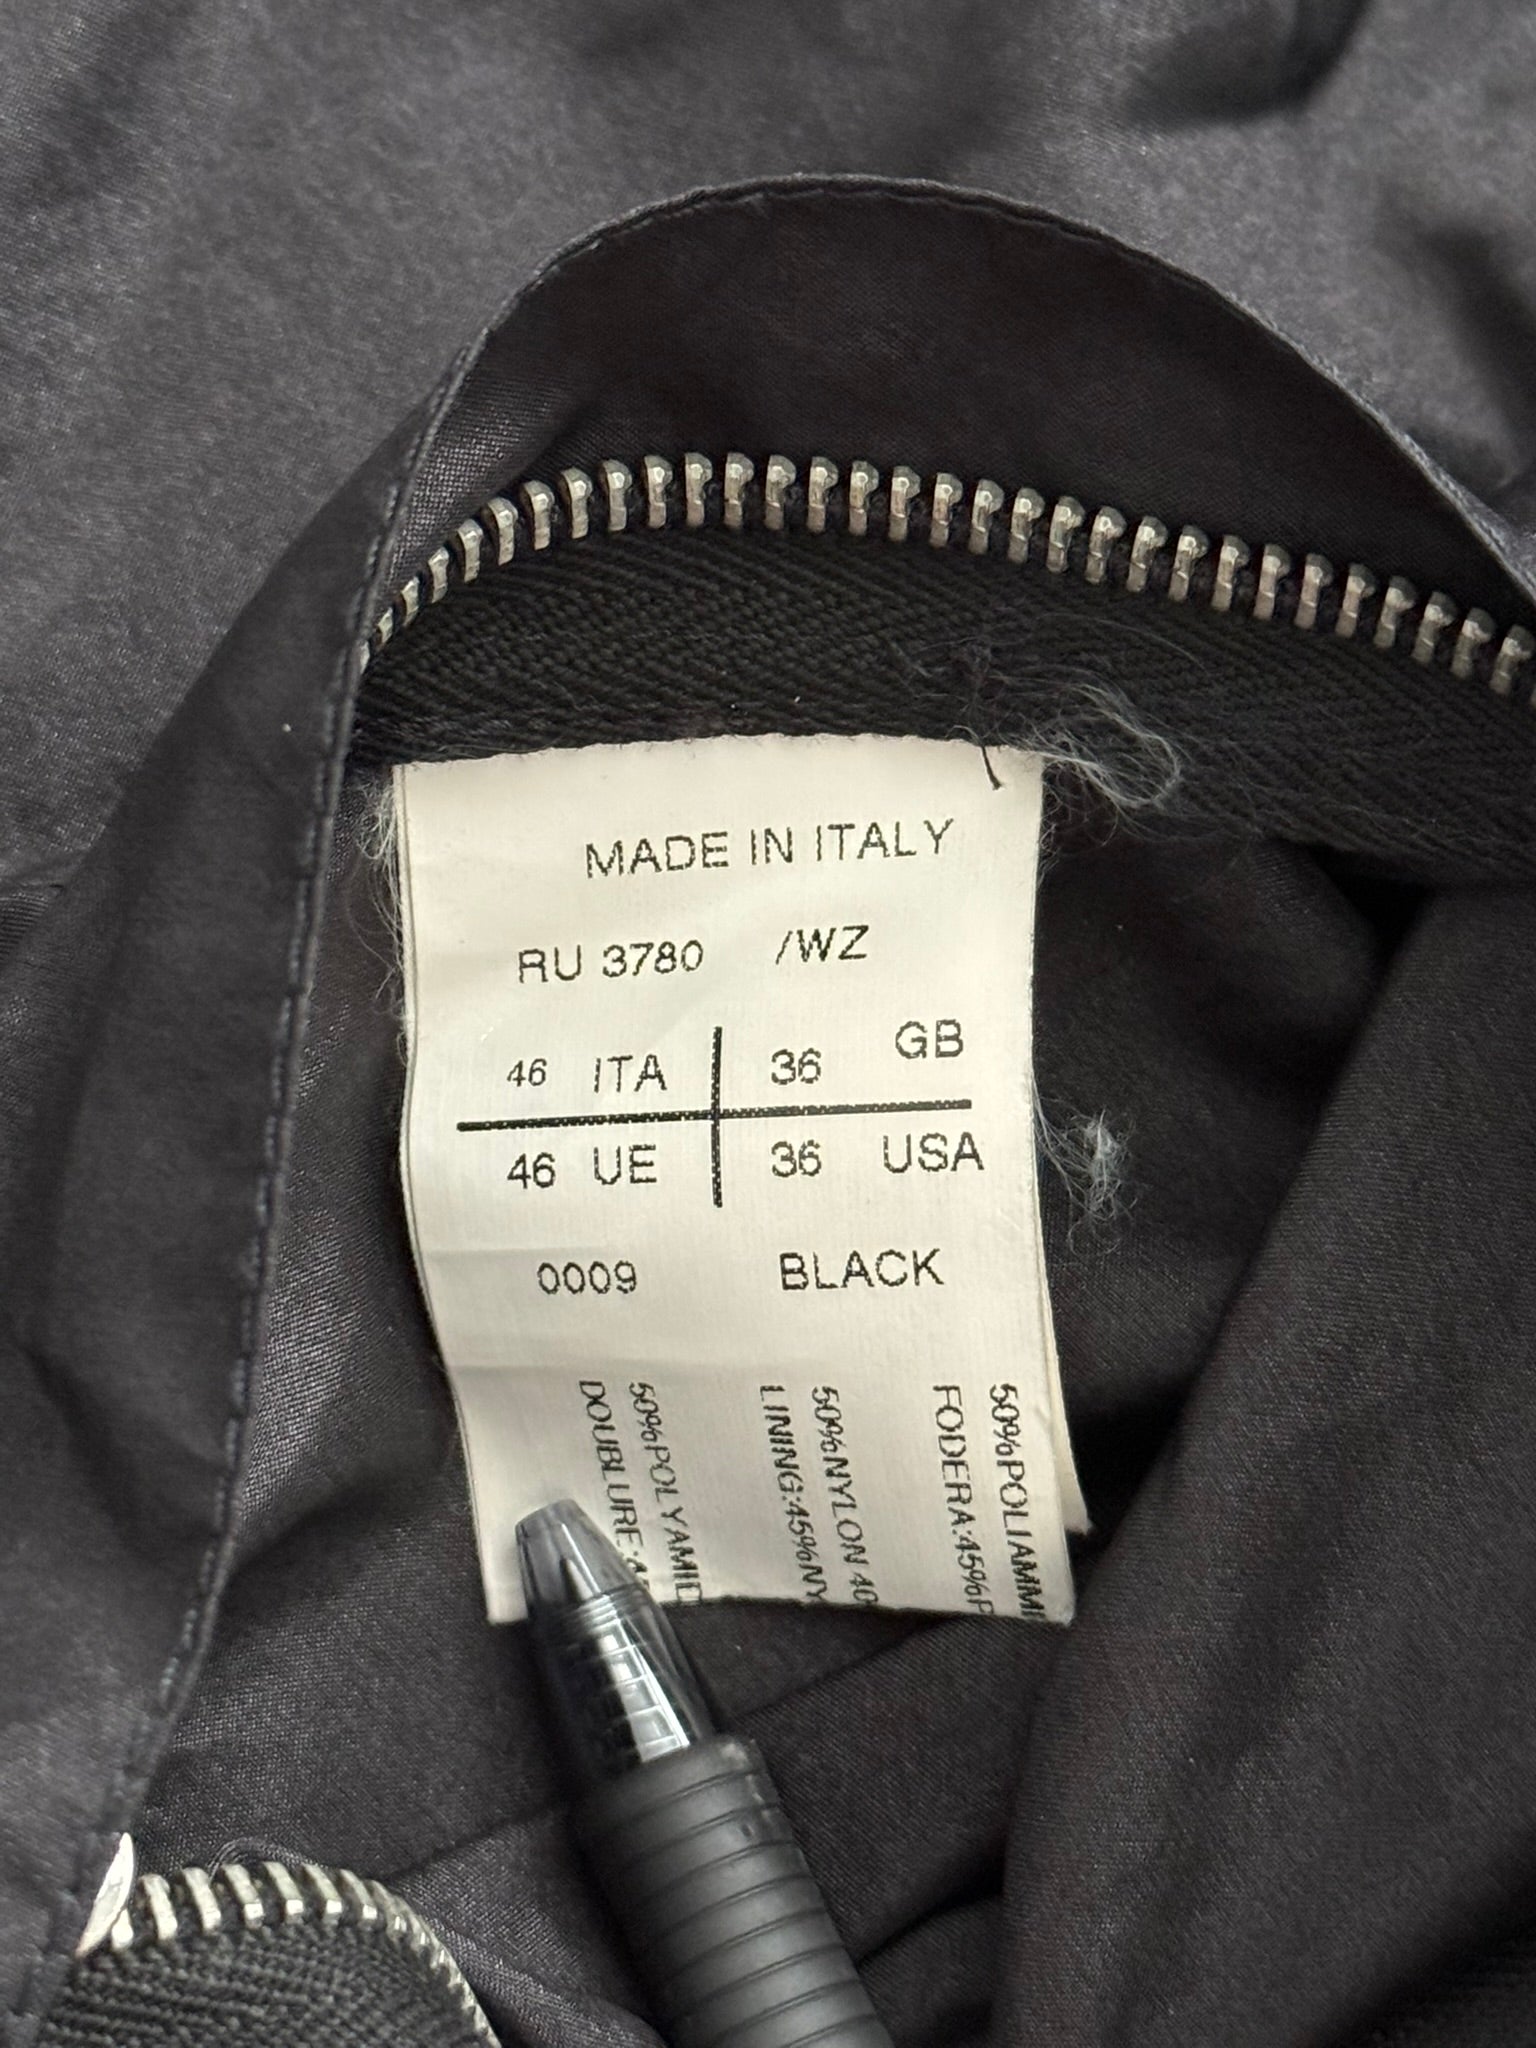 MADE IN ITALY
RU 3780 /WZ
46 ITA 36 GB
46 UE 36 USA
0009 BLACK
50%POLIAMMI
FODERA:45%P
50%NYLON 40
LINING:45%NY
50%POLYAMID
DOUBLURE:4